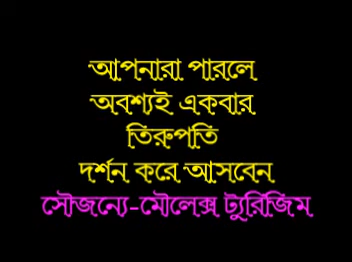 আপনারা পারলে
অবশ্যই একবার
তিরুপতি
দর্শন করে আসবেন
সৌজন্যে-মৌলেক্স ট্যুরিজিম